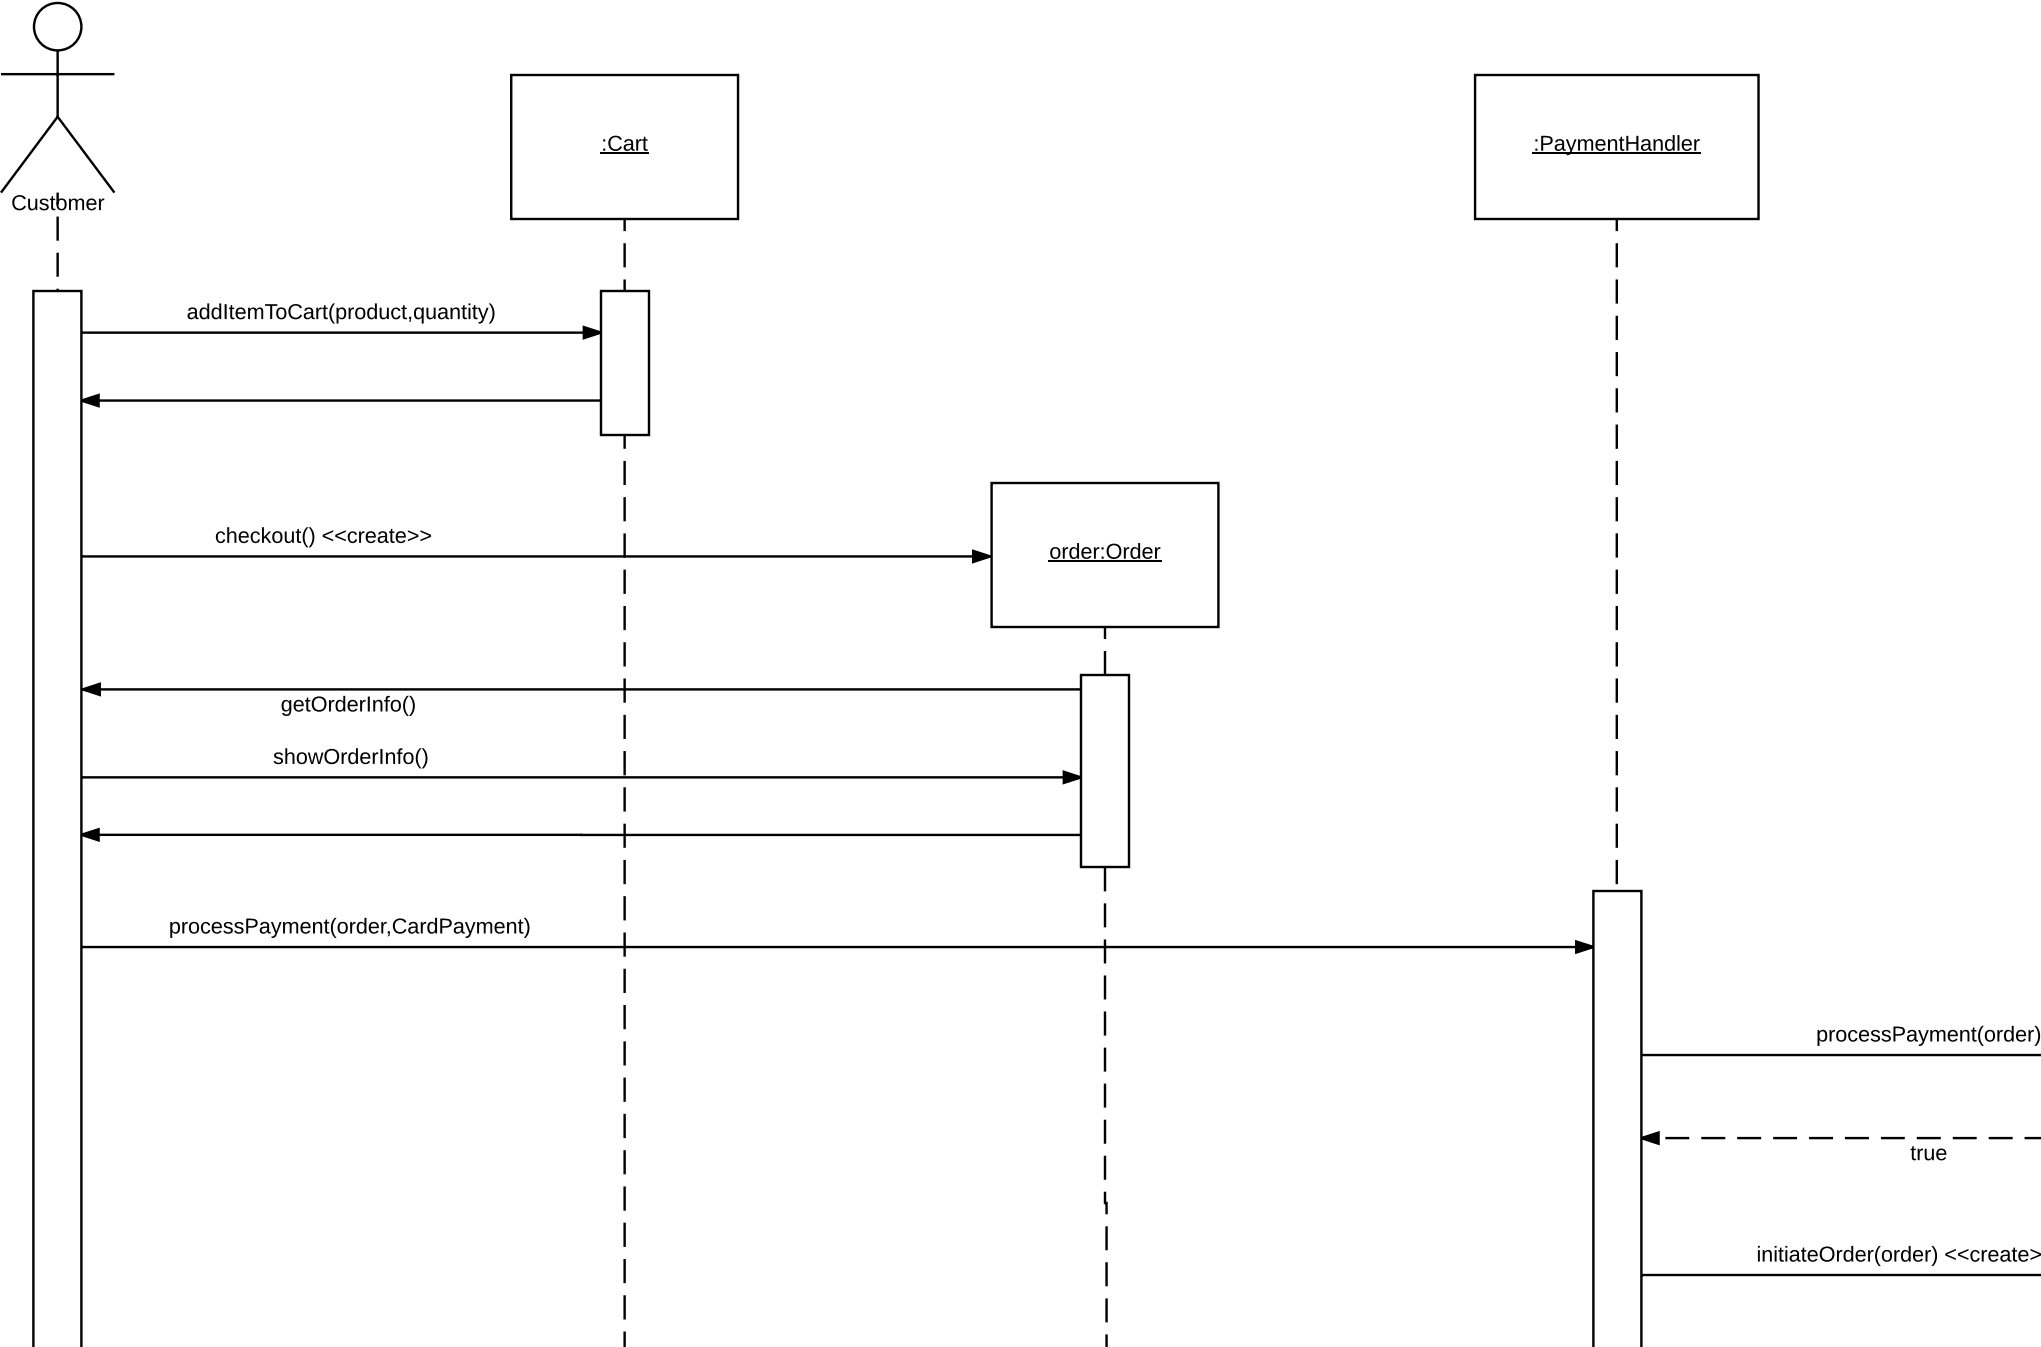 Customer
:Cart
:PaymentHandler
addItemToCart(product,quantity)
checkout() <<create>>
order:Order
getOrderInfo()
showOrderInfo()
processPayment(order,CardPayment)
processPayment(order)
true
initiateOrder(order) <<create>